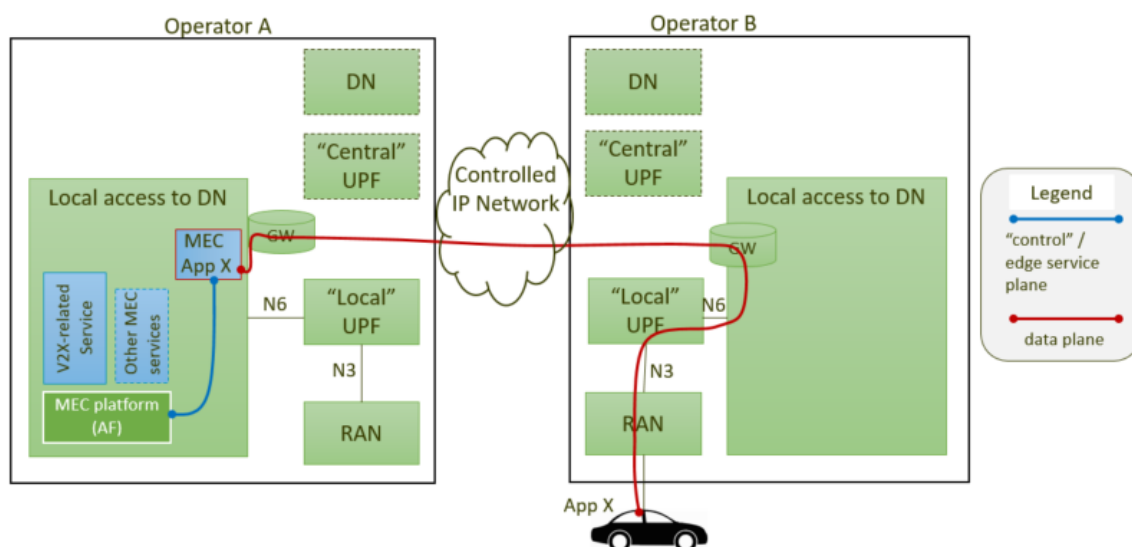 Operator A
DN
“Central”
UPF
Local access to DN
GW
MEC
App X
V2X-related
Service
Other MEC
services
MEC platform
(AF)
N6
“Local”
UPF
N3
RAN
Controlled
IP Network
Operator B
DN
“Central”
UPF
Local access to DN
GW
“Local”
UPF
N6
N3
RAN
App X
Legend
“control” /
edge service
plane
data plane